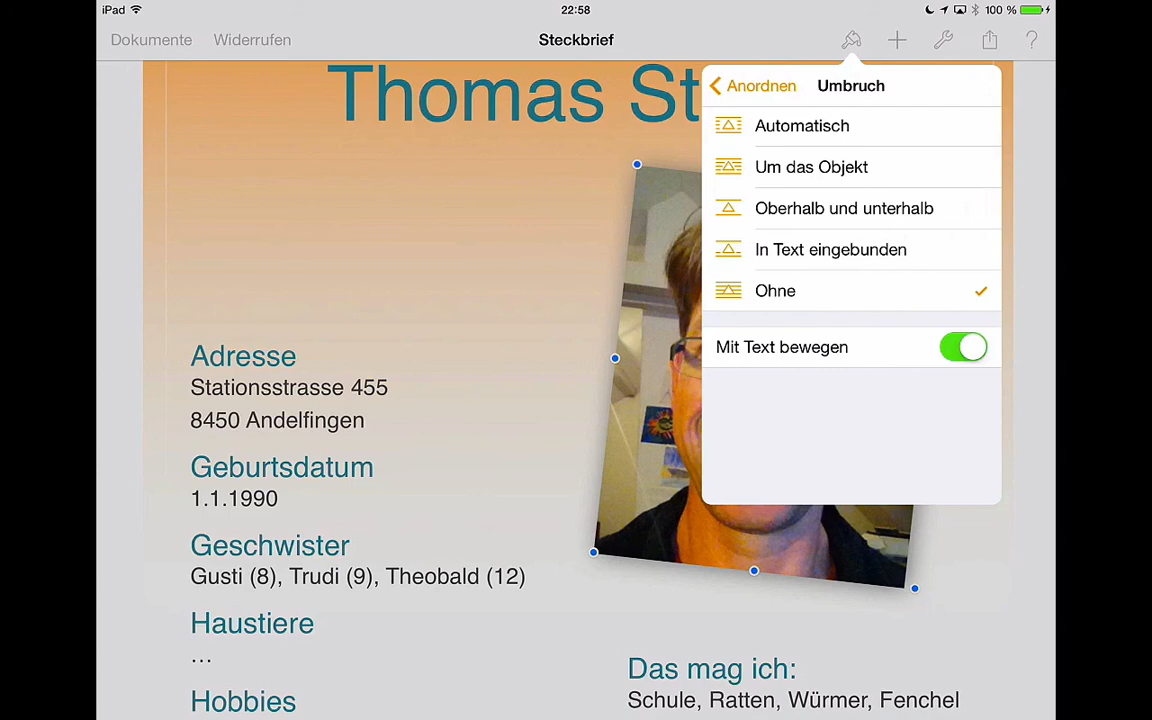 iPad 22:58 100 %
Dokumente Widerrufen Steckbrief ?
Thomas St
Anordnen Umbruch
Automatisch
Um das Objekt
Oberhalb und unterhalb
In Text eingebunden
Ohne
Mit Text bewegen
Adresse
Stationsstrasse 455
8450 Andelfingen
Geburtsdatum
1.1.1990
Geschwister
Gusti (8), Trudi (9), Theobald (12)
Haustiere
…
Hobbies
Das mag ich:
Schule, Ratten, Würmer, Fenchel